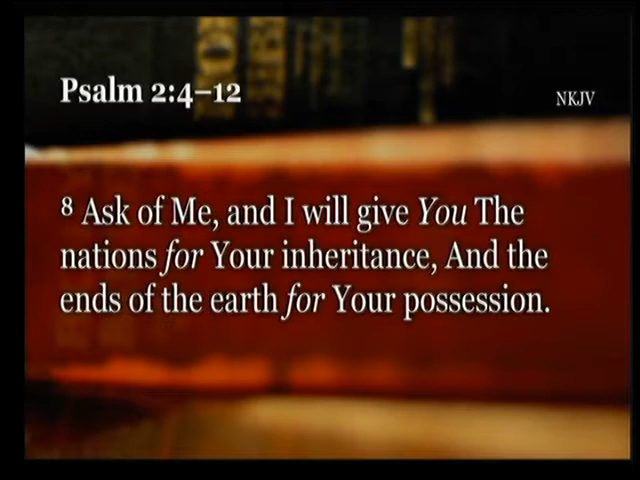 Psalm 2:4–12
NKJV
8 Ask of Me, and I will give You The
nations for Your inheritance, And the
ends of the earth for Your possession.